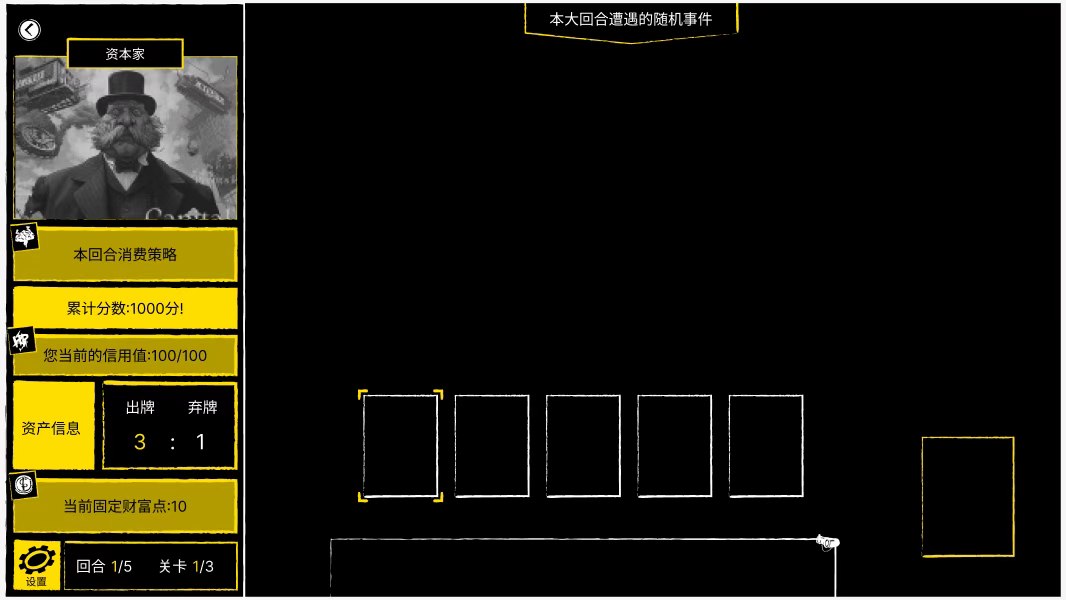 本大回合遭遇的随机事件
资本家
Capital
本回合消费策略
累计分数:1000分!
您当前的信用值:100/100
资产信息
出牌 弃牌
3 : 1
当前固定财富点:10
设置
回合 1/5 关卡 1/3